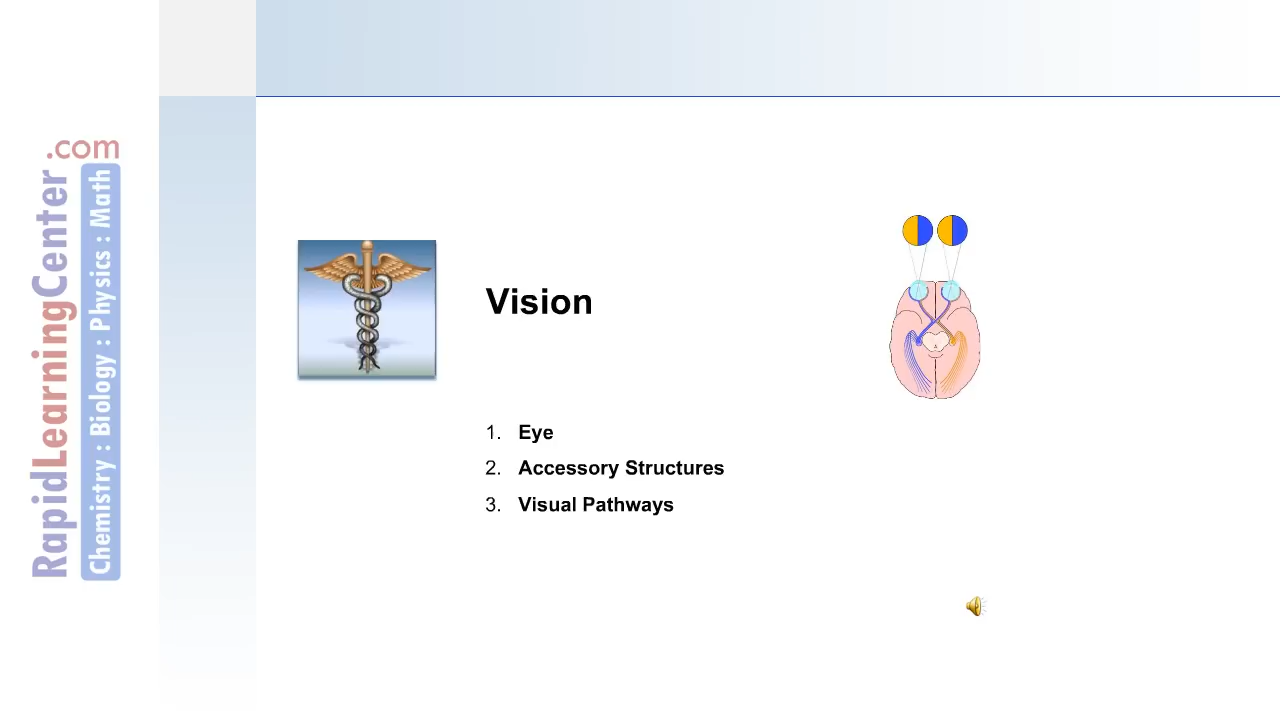 RapidLearningCenter.com
Chemistry : Biology : Physics : Math
Vision
1. Eye
2. Accessory Structures
3. Visual Pathways